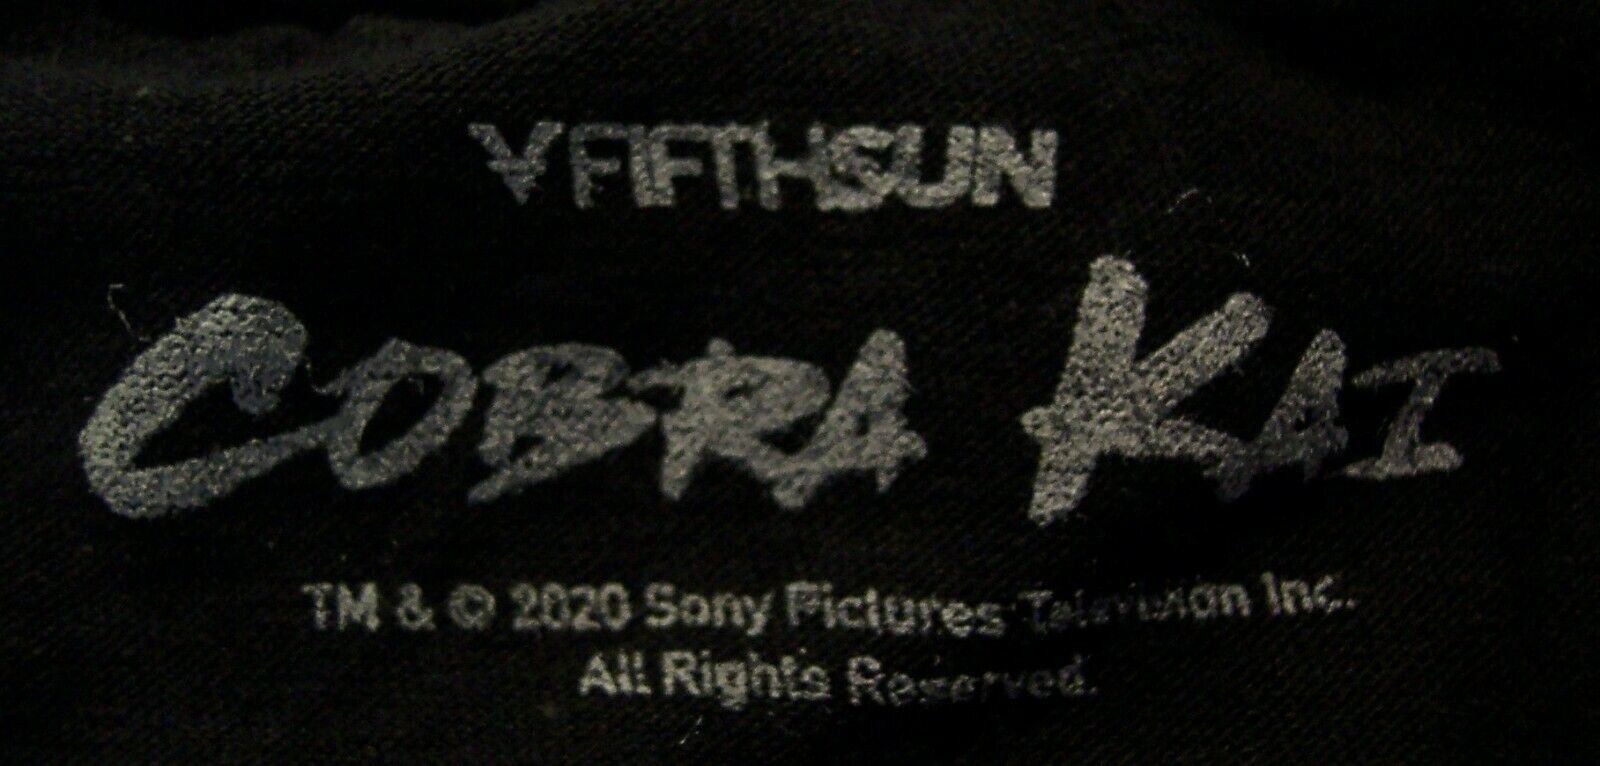 FIFTHSUN
COBRA KAI
TM & © 2020 Sony Pictures Television Inc.
All Rights Reserved.